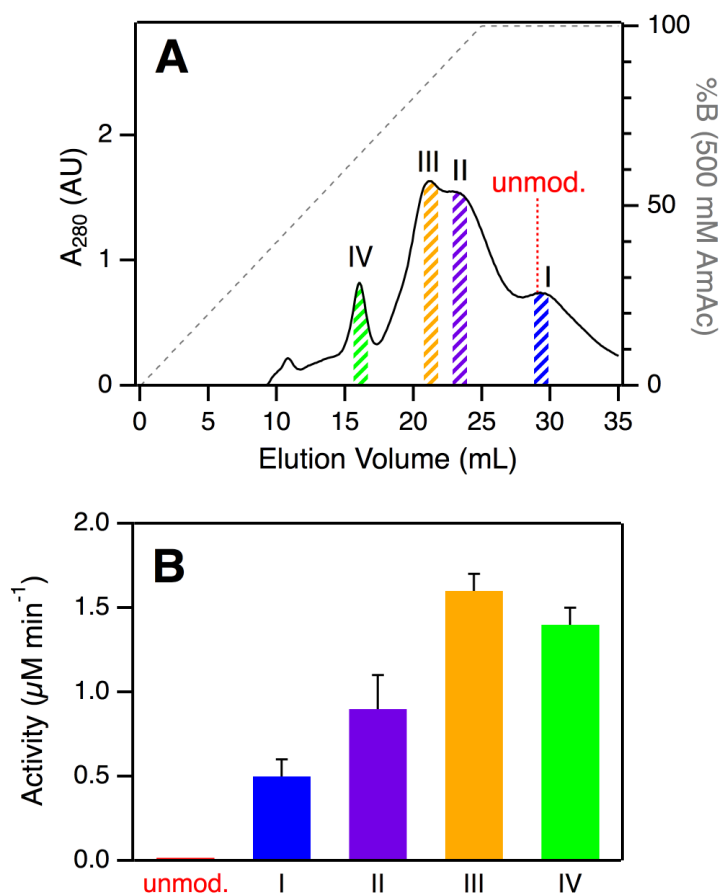 A
A280 (AU)
2
1
0
IV
III
II
unmod.
I
100
50
0
%B (500 mM AmAc)
0 5 10 15 20 25 30 35
Elution Volume (mL)
B
Activity (µM min-1)
2.0
1.5
1.0
0.5
0.0
unmod. I II III IV